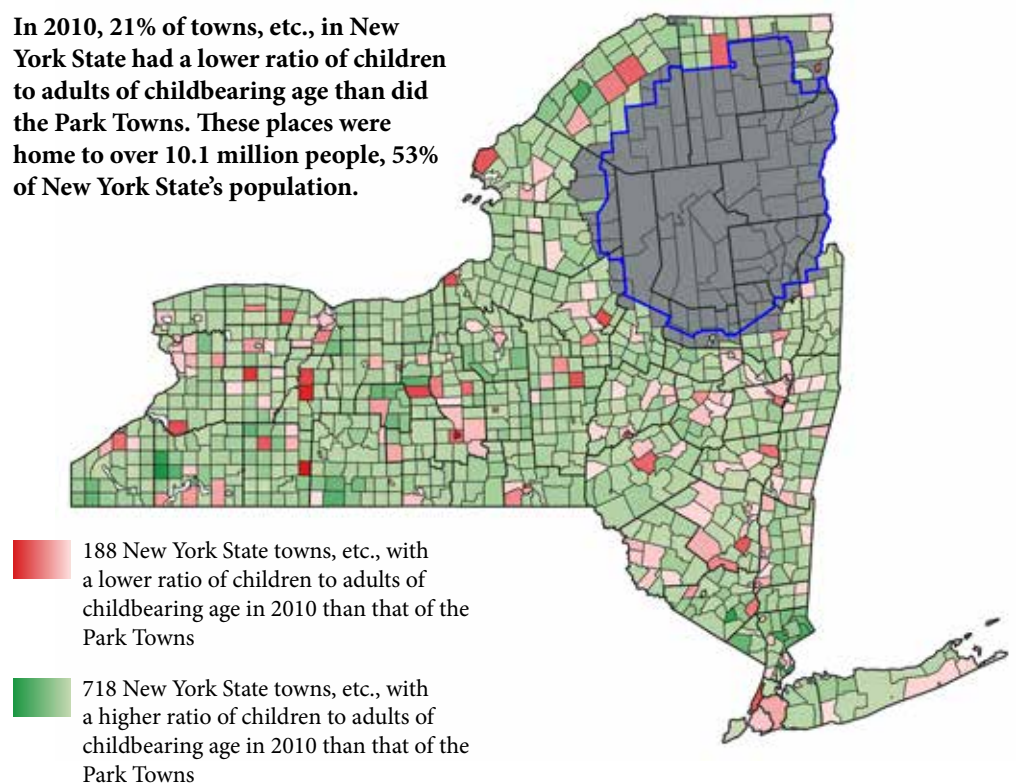 In 2010, 21% of towns, etc., in New
York State had a lower ratio of children
to adults of childbearing age than did
the Park Towns. These places were
home to over 10.1 million people, 53%
of New York State’s population.
188 New York State towns, etc., with
a lower ratio of children to adults of
childbearing age in 2010 than that of the
Park Towns
718 New York State towns, etc., with
a higher ratio of children to adults of
childbearing age in 2010 than that of the
Park Towns